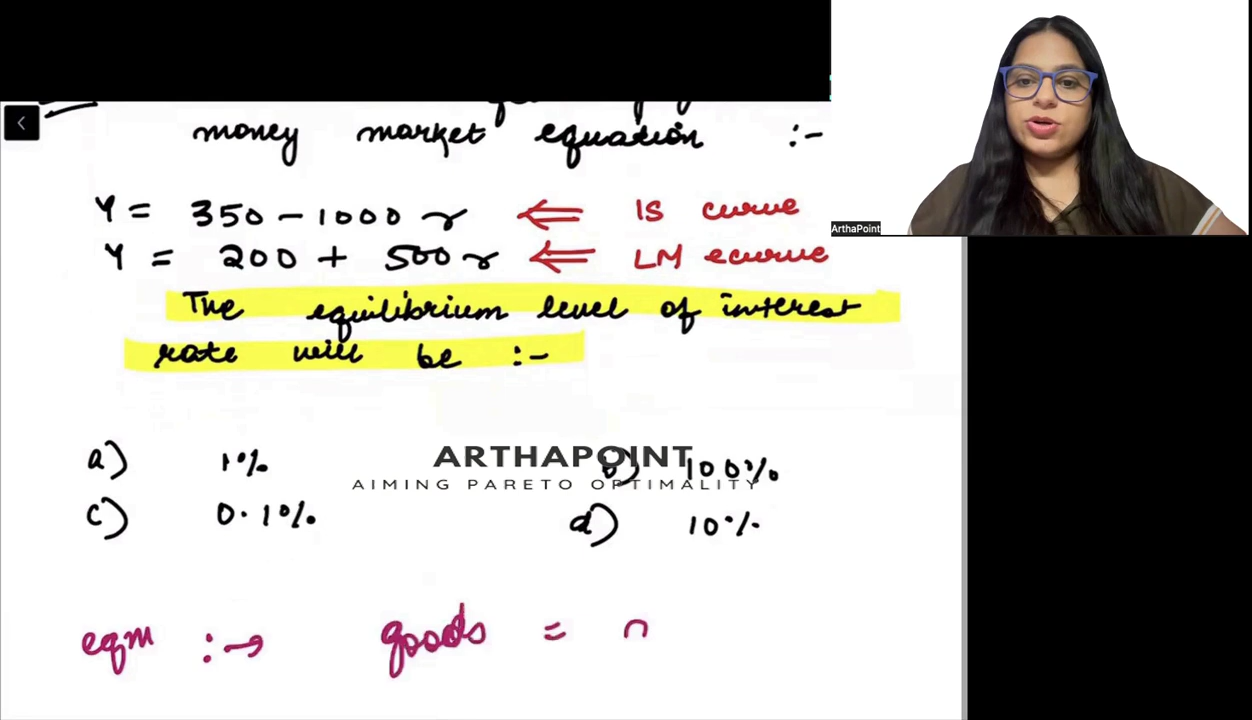 money market equation :-
Y = 350 - 1000 r ⇐ IS curve
Y = 200 + 500 r ⇐ LM ecurve
The equilibrium level of interest
rate will be :-
a) 1% b) 100%
c) 0.1% d) 10%
ARTHAPOINT
AIMING PARETO OPTIMALITY
eqm :→ goods =
ArthaPoint